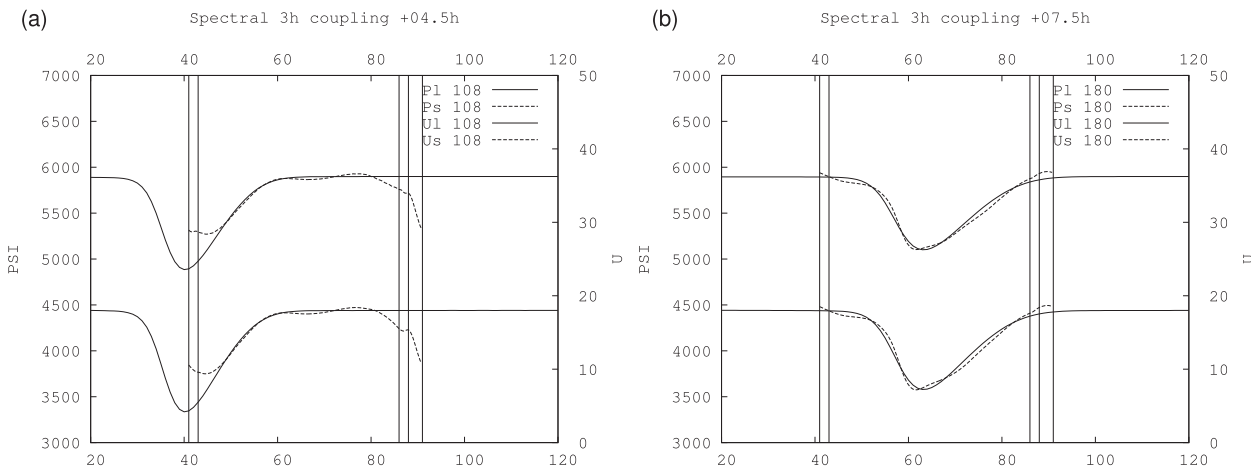 (a)
Spectral 3h coupling +04.5h
20 40 60 80 100 120
7000
6500
6000
5500
5000
4500
4000
3500
3000
PSI
50
40
30
20
10
0
U
Pl 108
Ps 108
Ul 108
Us 108
20 40 60 80 100 120
(b)
Spectral 3h coupling +07.5h
20 40 60 80 100 120
7000
6500
6000
5500
5000
4500
4000
3500
3000
PSI
50
40
30
20
10
0
U
Pl 180
Ps 180
Ul 180
Us 180
20 40 60 80 100 120